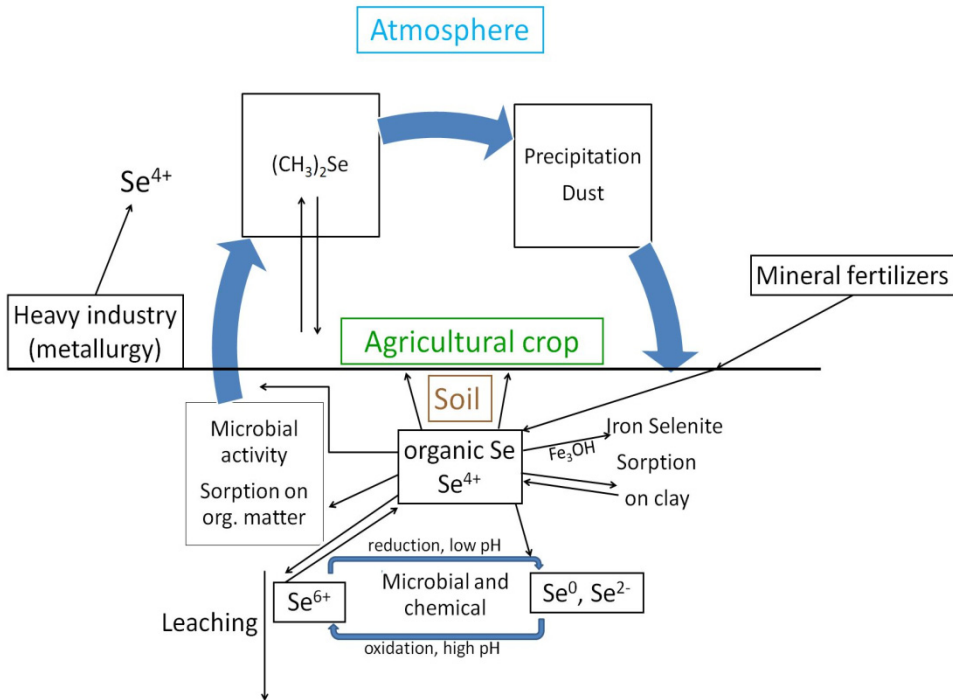 Atmosphere
(CH₃)₂Se
Precipitation
Dust
Se⁴⁺
Mineral fertilizers
Heavy industry
(metallurgy)
Agricultural crop
Soil
Microbial
activity
Sorption on
org. matter
organic Se
Se⁴⁺
Fe₃OH
Iron Selenite
Sorption
on clay
reduction, low pH
Microbial and
chemical
oxidation, high pH
Se⁶⁺
Se⁰, Se²⁻
Leaching